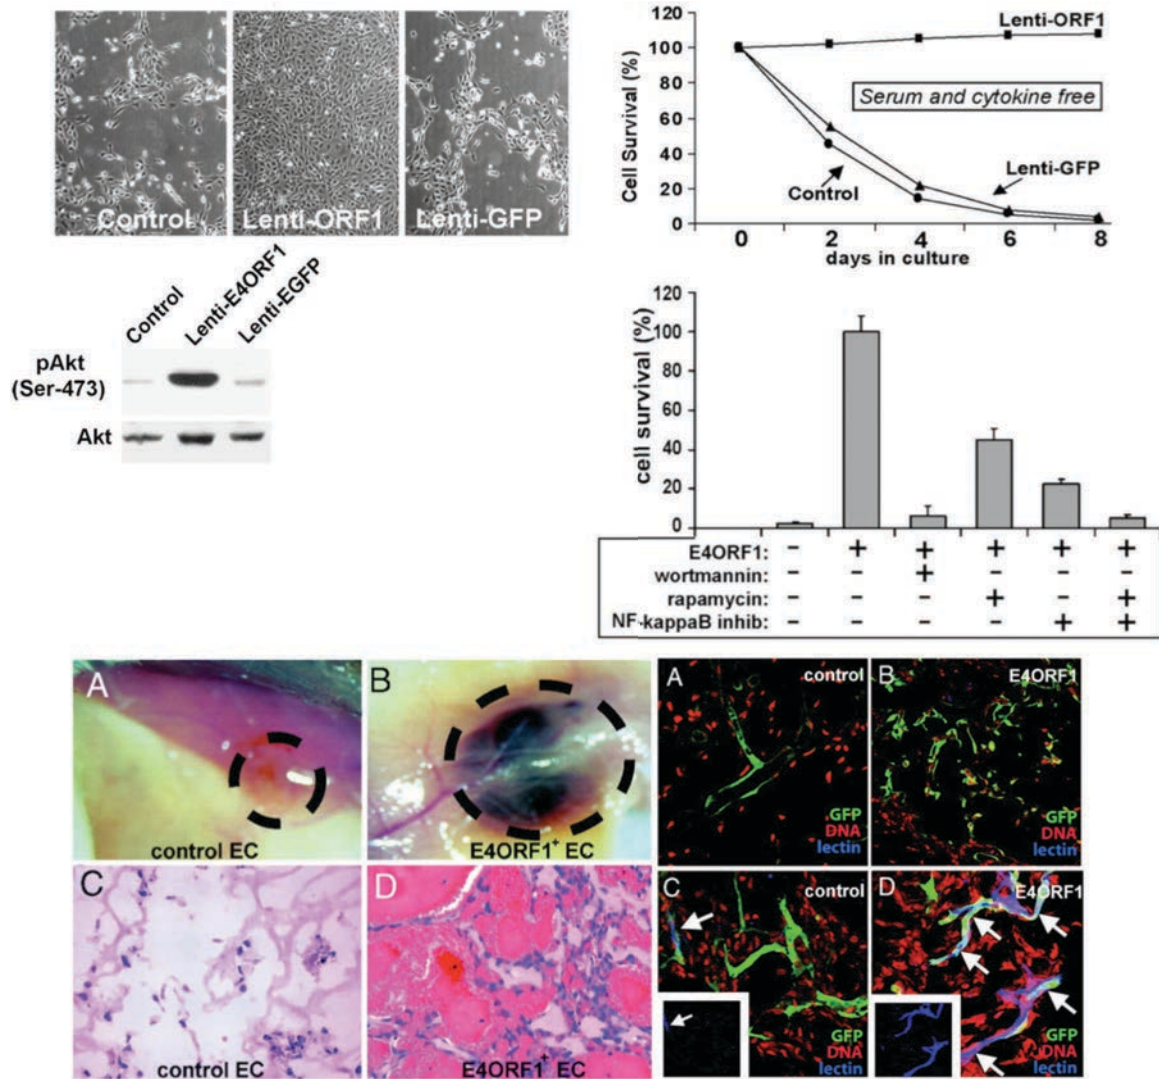 Control
Lenti-ORF1
Lenti-GFP
Cell Survival (%)
120
100
80
60
40
20
0
0
2
4
6
8
days in culture
Lenti-ORF1
Serum and cytokine free
Control
Lenti-GFP
Control
Lenti-E4ORF1
Lenti-EGFP
pAkt
(Ser-473)
Akt
cell survival (%)
120
100
80
60
40
20
0
E4ORF1: - + + + + +
wortmannin: - - + - - -
rapamycin: - - - + - +
NF-kappaB inhib: - - - - + +
A
control EC
B
E4ORF1+ EC
C
control EC
D
E4ORF1+ EC
A
control
GFP
DNA
lectin
B
E4ORF1
GFP
DNA
lectin
C
control
GFP
DNA
lectin
D
E4ORF1
GFP
DNA
lectin